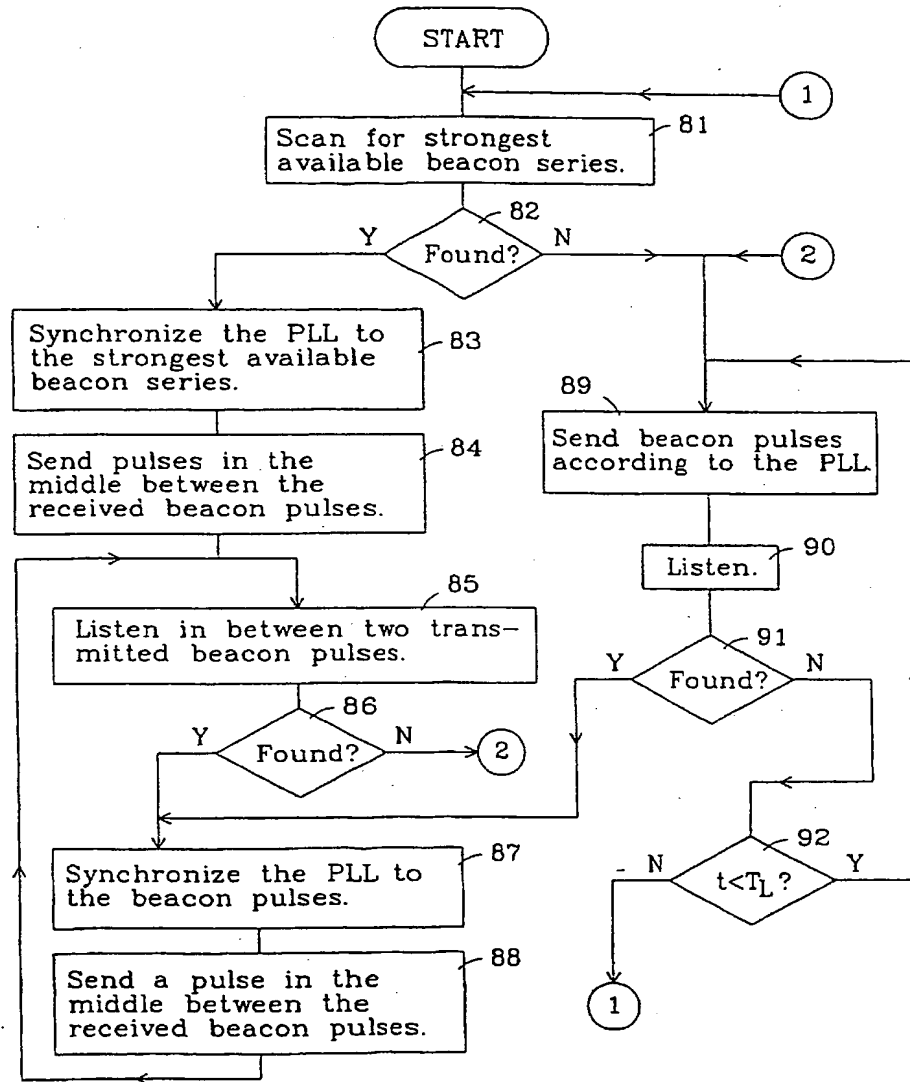 START
1
81
Scan for strongest
available beacon series.
82
Y
Found?
N
2
Synchronize the PLL to
the strongest available
beacon series.
83
89
Send beacon pulses
according to the PLL
Send pulses in the
middle between the
received beacon pulses.
84
90
Listen.
85
Listen in between two trans-
mitted beacon pulses.
91
Y
Found?
N
86
Y
Found?
N
2
87
Synchronize the PLL to
the beacon pulses.
92
N
t<TL?
Y
88
Send a pulse in the
middle between the
received beacon pulses.
1